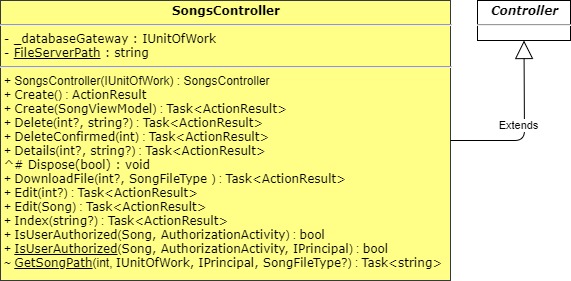 SongsController
- _databaseGateway : IUnitOfWork
- FileServerPath : string
+ SongsController(IUnitOfWork) : SongsController
+ Create() : ActionResult
+ Create(SongViewModel) : Task<ActionResult>
+ Delete(int?, string?) : Task<ActionResult>
+ DeleteConfirmed(int) : Task<ActionResult>
+ Details(int?, string?) : Task<ActionResult>
^# Dispose(bool) : void
+ DownloadFile(int?, SongFileType ) : Task<ActionResult>
+ Edit(int?) : Task<ActionResult>
+ Edit(Song) : Task<ActionResult>
+ Index(string?) : Task<ActionResult>
+ IsUserAuthorized(Song, AuthorizationActivity) : bool
+ IsUserAuthorized(Song, AuthorizationActivity, IPrincipal) : bool
~ GetSongPath(int, IUnitOfWork, IPrincipal, SongFileType?) : Task<string>
Controller
Extends